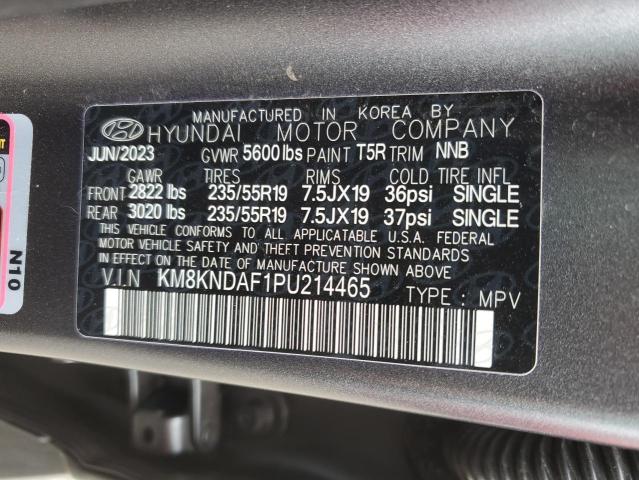 MANUFACTURED IN KOREA BY
HYUNDAI MOTOR COMPANY
JUN/2023 GVWR 5600lbs PAINT T5R TRIM NNB
GAWR TIRES RIMS COLD TIRE INFL
FRONT 2822 lbs 235/55R19 7.5JX19 36psi SINGLE
REAR 3020 lbs 235/55R19 7.5JX19 37psi SINGLE
THIS VEHICLE CONFORMS TO ALL APPLICATABLE U.S.A. FEDERAL
MOTOR VEHICLE SAFETY AND THEFT PREVENTION STANDARDS
IN EFFECT ON THE DATE OF MANUFACTURE SHOWN ABOVE
V.I.N KM8KNDAF1PU214465 TYPE : MPV
N10